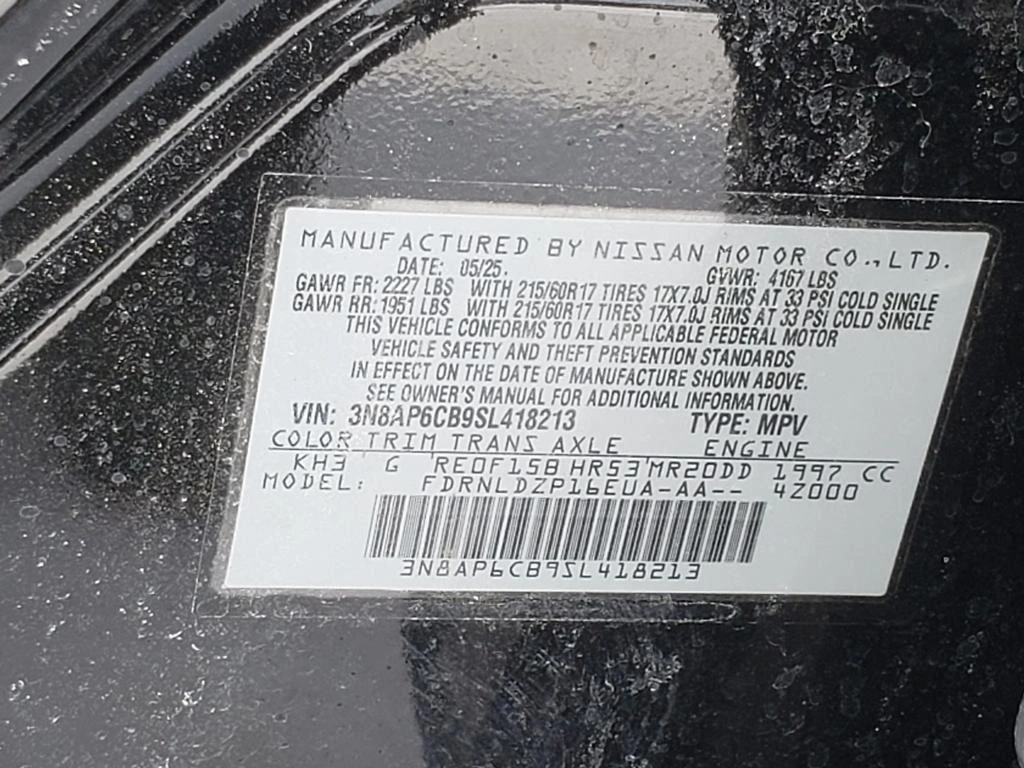 MANUFACTURED BY NISSAN MOTOR CO., LTD.
DATE: 05/25. GVWR: 4167 LBS
GAWR FR: 2227 LBS WITH 215/60R17 TIRES 17X7.0J RIMS AT 33 PSI COLD SINGLE
GAWR RR: 1951 LBS WITH 215/60R17 TIRES 17X7.0J RIMS AT 33 PSI COLD SINGLE
THIS VEHICLE CONFORMS TO ALL APPLICABLE FEDERAL MOTOR
VEHICLE SAFETY AND THEFT PREVENTION STANDARDS
IN EFFECT ON THE DATE OF MANUFACTURE SHOWN ABOVE.
SEE OWNER'S MANUAL FOR ADDITIONAL INFORMATION.
VIN: 3N8AP6CB9SL418213 TYPE: MPV
COLOR TRIM TRANS AXLE ENGINE
KH3 G RE0F15B HR53 MR20DD 1997 CC
MODEL: FDRNLDZP16EUA-AA-- 4Z000
3N8AP6CB9SL418213